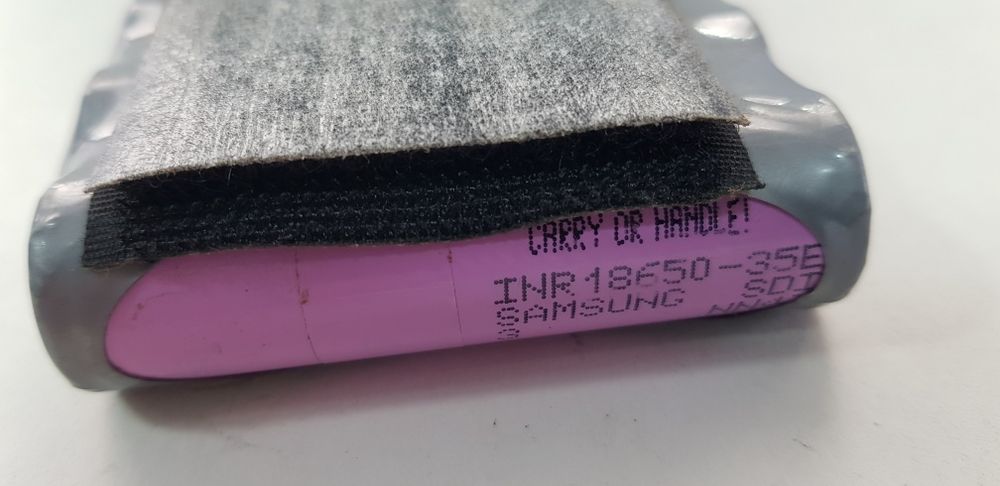 CARRY OR HANDLE!
INR18650-35E
SAMSUNG SDI